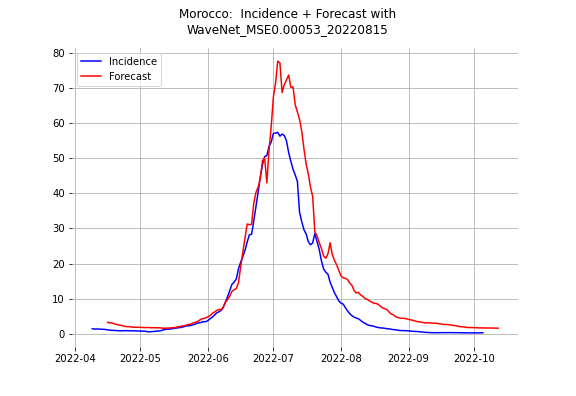 Morocco:  Incidence + Forecast with
WaveNet_MSE0.00053_20220815
Incidence
Forecast
80
70
60
50
40
30
20
10
0
2022-04 2022-05 2022-06 2022-07 2022-08 2022-09 2022-10